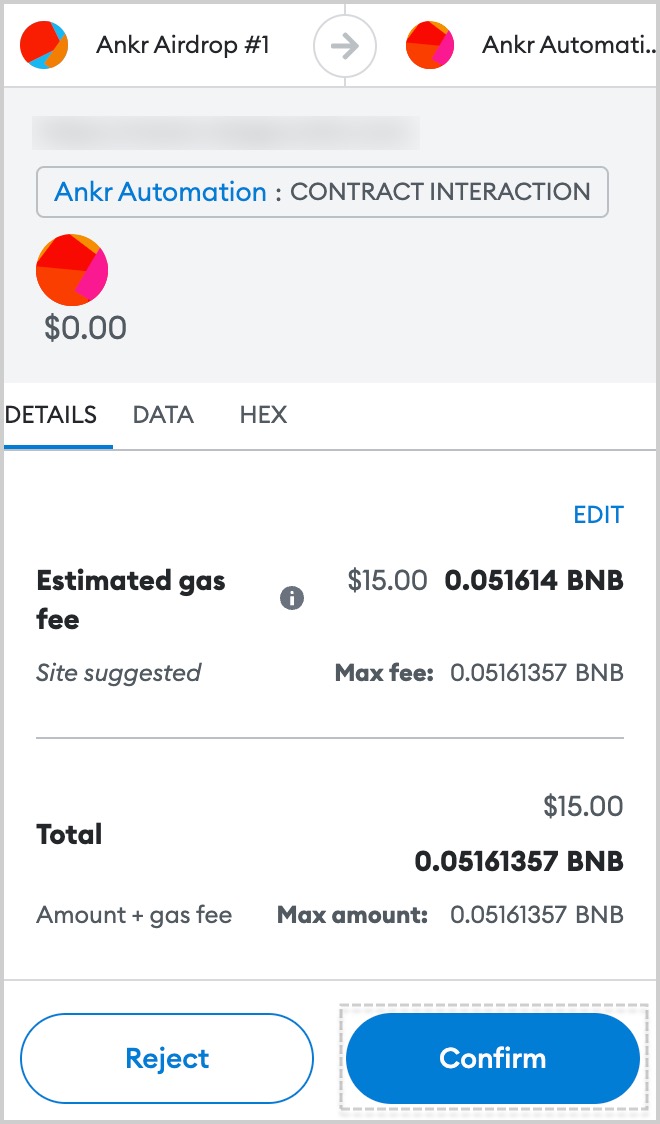 Ankr Airdrop #1
Ankr Automati...
Ankr Automation : CONTRACT INTERACTION
$0.00
DETAILS DATA HEX
EDIT
Estimated gas fee $15.00 0.051614 BNB
Site suggested Max fee: 0.05161357 BNB
$15.00
Total
0.05161357 BNB
Amount + gas fee Max amount: 0.05161357 BNB
Reject Confirm